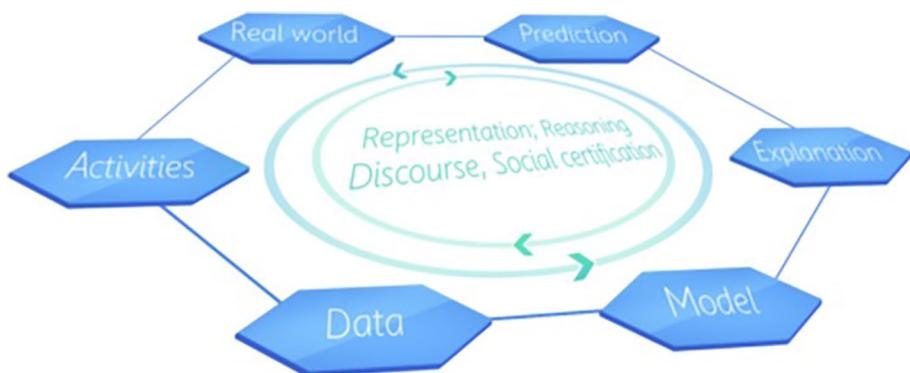 Real world
Prediction
Representation; Reasoning
Discourse, Social certification
Activities
Explanation
Data
Model